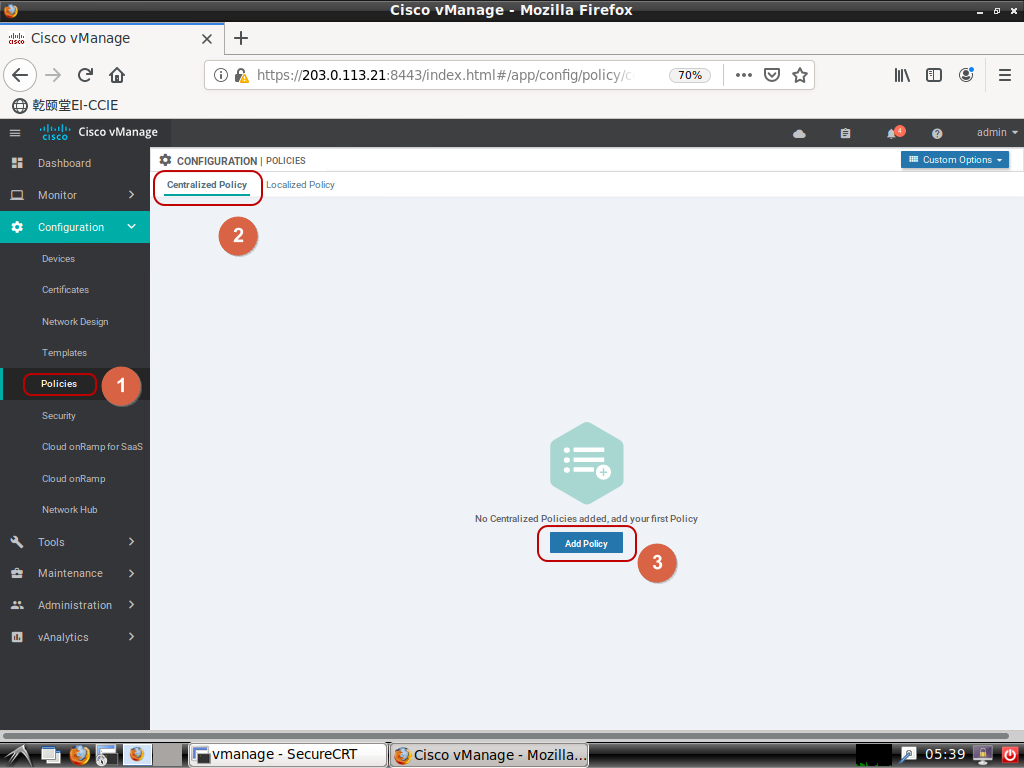 Cisco vManage - Mozilla Firefox
Cisco vManage
https://203.0.113.21:8443/index.html#/app/config/policy/c
70%
乾颐堂EI-CCIE
cisco Cisco vManage
4
admin
Dashboard
Monitor
Configuration
Devices
Certificates
Network Design
Templates
Policies
1
Security
Cloud onRamp for SaaS
Cloud onRamp
Network Hub
Tools
Maintenance
Administration
vAnalytics
CONFIGURATION | POLICIES
Custom Options
Centralized Policy
Localized Policy
2
No Centralized Policies added, add your first Policy
Add Policy
3
vmanage - SecureCRT
Cisco vManage - Mozilla...
05:39